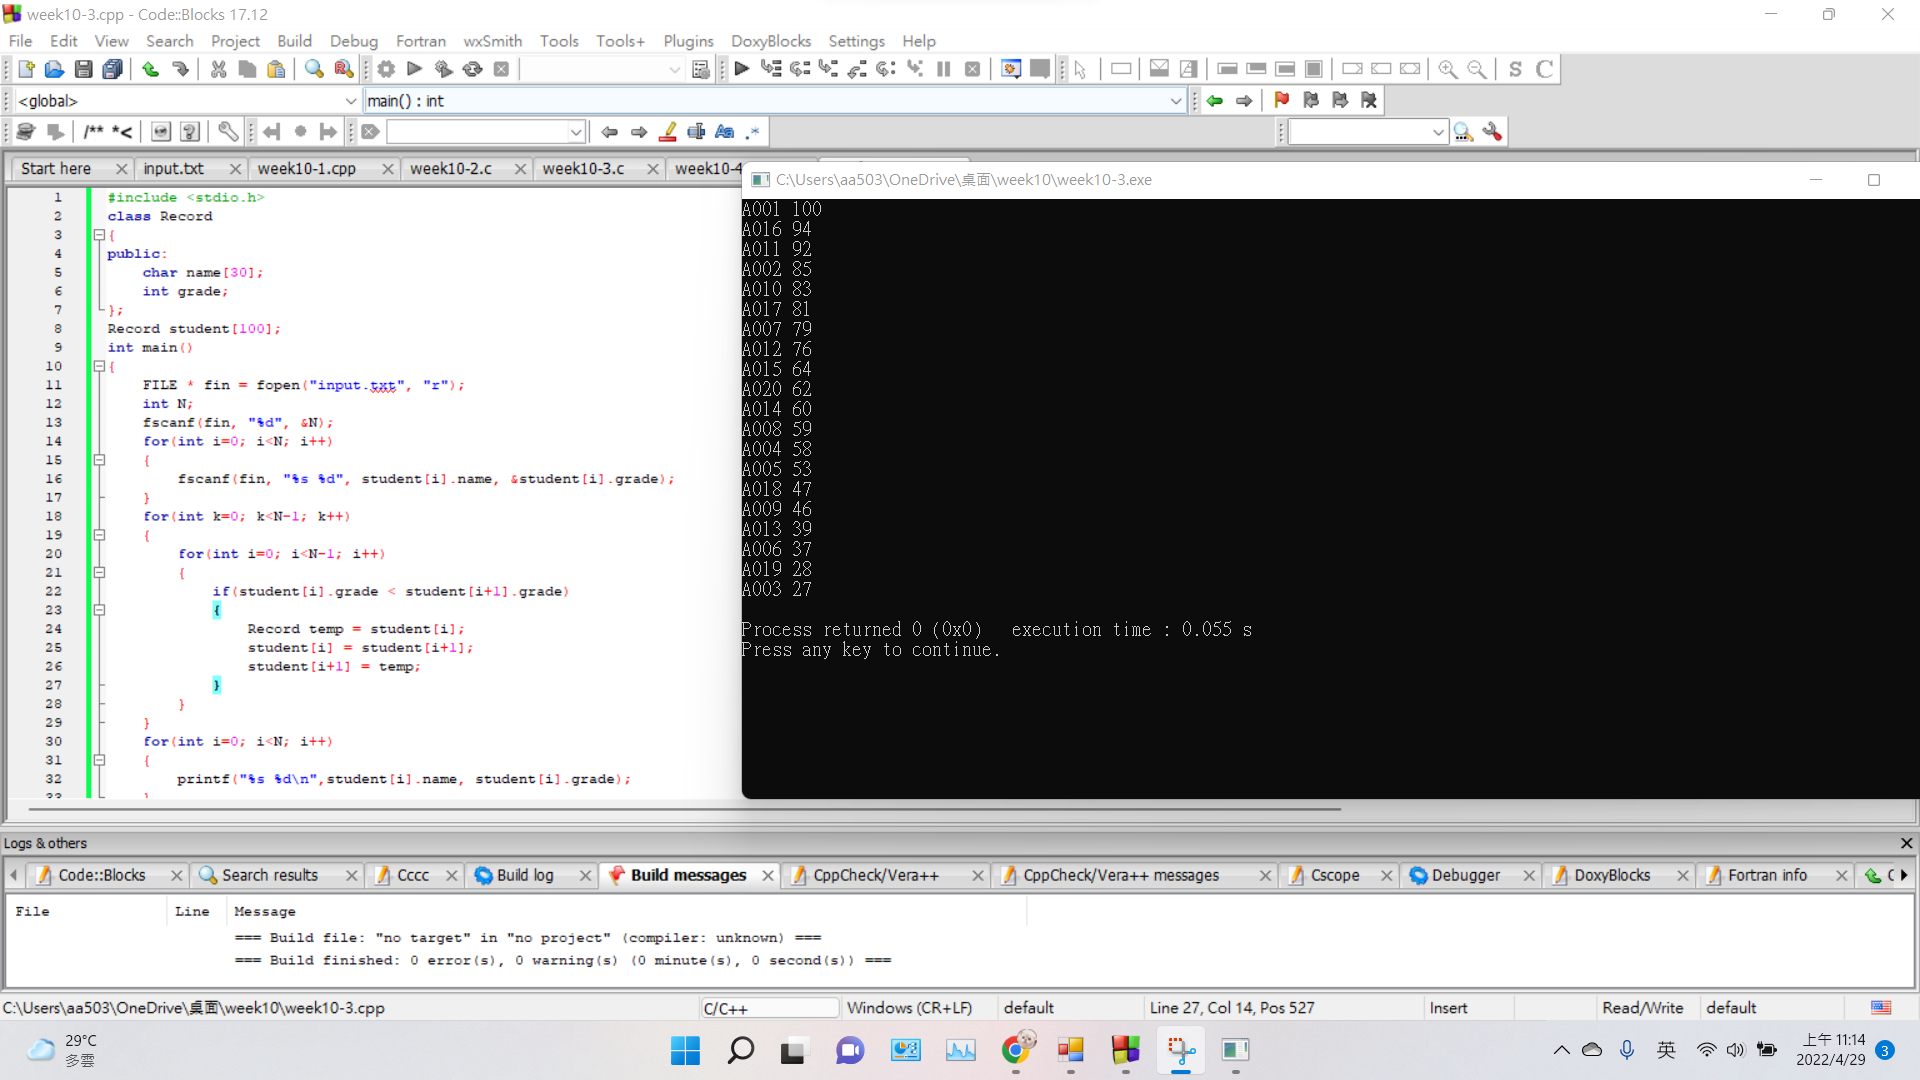 week10-3.cpp - Code::Blocks 17.12
File Edit View Search Project Build Debug Fortran wxSmith Tools Tools+ Plugins DoxyBlocks Settings Help
<global> main() : int
/** *<
Start here input.txt week10-1.cpp week10-2.c week10-3.c week10-4
C:\Users\aa503\OneDrive\桌面\week10\week10-3.exe
1 #include <stdio.h>
2 class Record
3 {
4 public:
5 char name[30];
6 int grade;
7 };
8 Record student[100];
9 int main()
10 {
11 FILE * fin = fopen("input.txt", "r");
12 int N;
13 fscanf(fin, "%d", &N);
14 for(int i=0; i<N; i++)
15 {
16 fscanf(fin, "%s %d", student[i].name, &student[i].grade);
17 }
18 for(int k=0; k<N-1; k++)
19 {
20 for(int i=0; i<N-1; i++)
21 {
22 if(student[i].grade < student[i+1].grade)
23 {
24 Record temp = student[i];
25 student[i] = student[i+1];
26 student[i+1] = temp;
27 }
28 }
29 }
30 for(int i=0; i<N; i++)
31 {
32 printf("%s %d\n",student[i].name, student[i].grade);
33 }
A001 100
A016 94
A011 92
A002 85
A010 83
A017 81
A007 79
A012 76
A015 64
A020 62
A014 60
A008 59
A004 58
A005 53
A018 47
A009 46
A013 39
A006 37
A019 28
A003 27
Process returned 0 (0x0) execution time : 0.055 s
Press any key to continue.
Logs & others
Code::Blocks Search results Cccc Build log Build messages CppCheck/Vera++ CppCheck/Vera++ messages Cscope Debugger DoxyBlocks Fortran info
File Line Message
=== Build file: "no target" in "no project" (compiler: unknown) ===
=== Build finished: 0 error(s), 0 warning(s) (0 minute(s), 0 second(s)) ===
C:\Users\aa503\OneDrive\桌面\week10\week10-3.cpp C/C++ Windows (CR+LF) default Line 27, Col 14, Pos 527 Insert Read/Write default
29°C
多雲
英
上午 11:14
2022/4/29
3